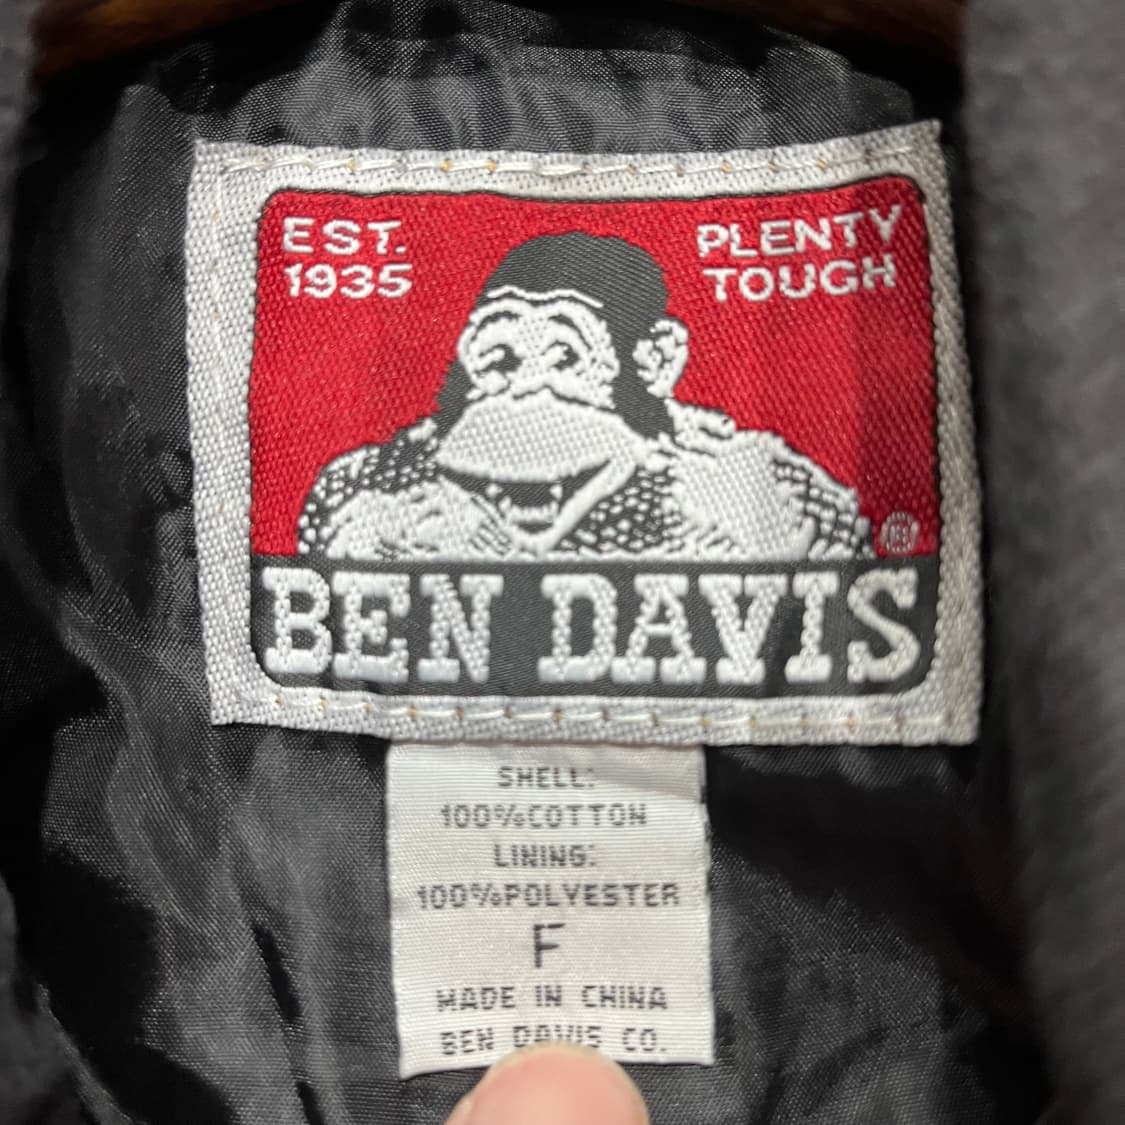 EST.
1935
PLENTY
TOUGH
®
BEN DAVIS
SHELL:
100%COTTON
LINING:
100%POLYESTER
F
MADE IN CHINA
BEN DAVIS CO.